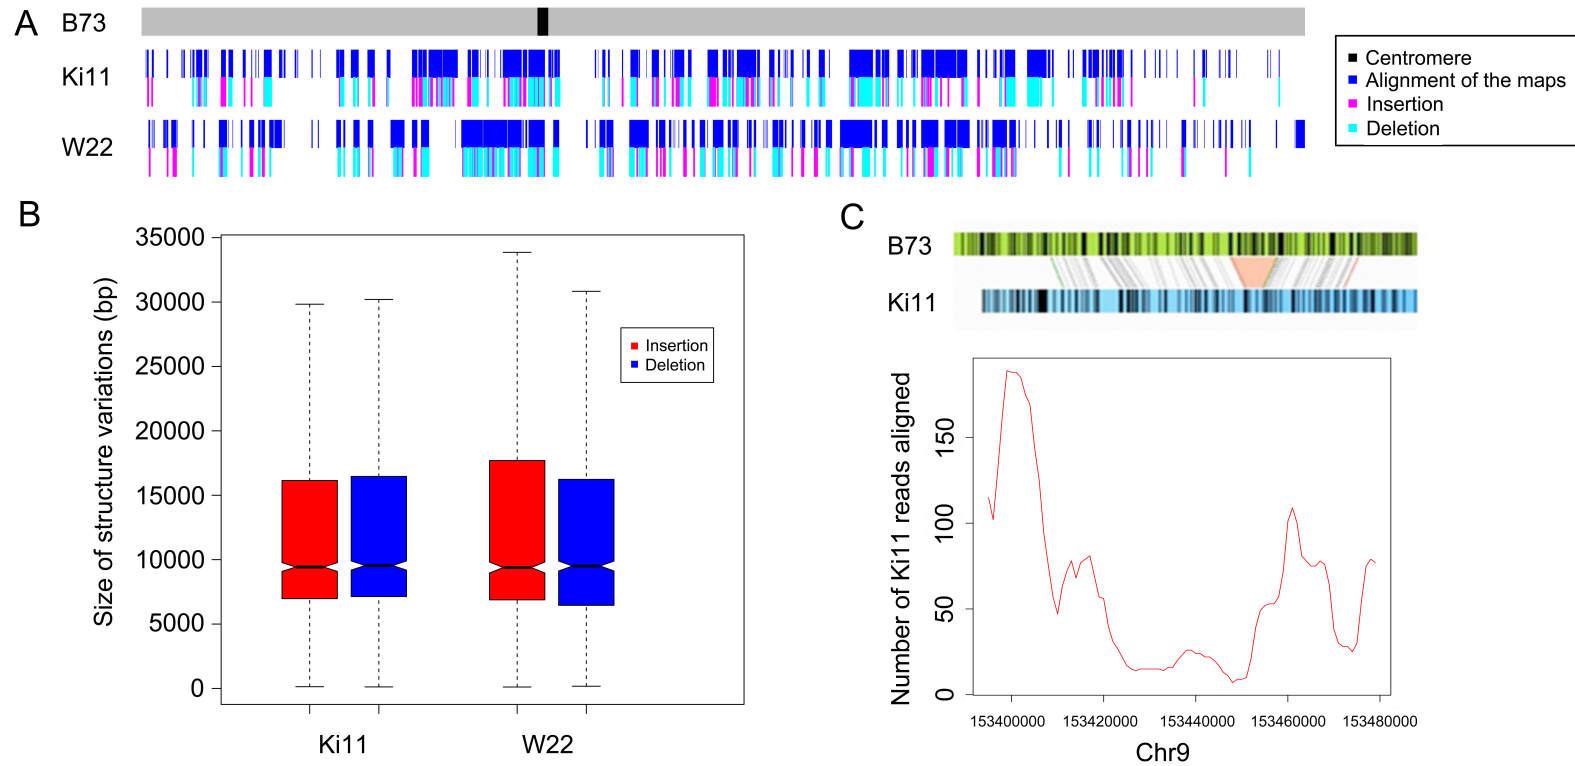 A
B73
Ki11
W22
Centromere
Alignment of the maps
Insertion
Deletion
B
Size of structure variations (bp)
35000
30000
25000
20000
15000
10000
5000
0
Insertion
Deletion
Ki11
W22
C
B73
Ki11
Number of Ki11 reads aligned
150
100
50
0
153400000
153420000
153440000
153460000
153480000
Chr9